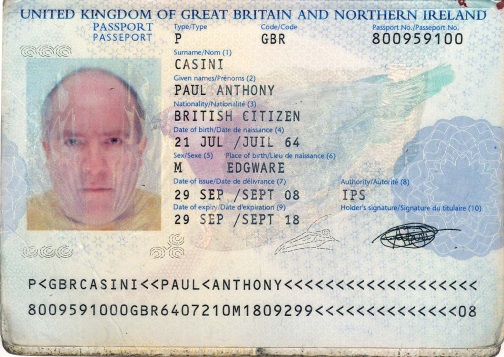 UNITED KINGDOM OF GREAT BRITAIN AND NORTHERN IRELAND
PASSPORT
PASSEPORT
Type/Type Code/Code Passport No./Passeport No.
P GBR 800959100
Surname/Nom (1)
CASINI
Given names/Prénoms (2)
PAUL ANTHONY
Nationality/Nationalité (3)
BRITISH CITIZEN
Date of birth/Date de naissance (4)
21 JUL /JUIL 64
Sex/Sexe (5) Place of birth/Lieu de naissance (6)
M EDGWARE
Date of issue/Date de délivrance (7) Authority/Autorité (8)
29 SEP /SEPT 08 IPS
Date of expiry/Date d'expiration (9) Holder's signature/Signature du titulaire (10)
29 SEP /SEPT 18
P<GBRCASINI<<PAUL<ANTHONY<<<<<<<<<<<<<<<<<<<
8009591000GBR6407210M1809299<<<<<<<<<<<<<<08